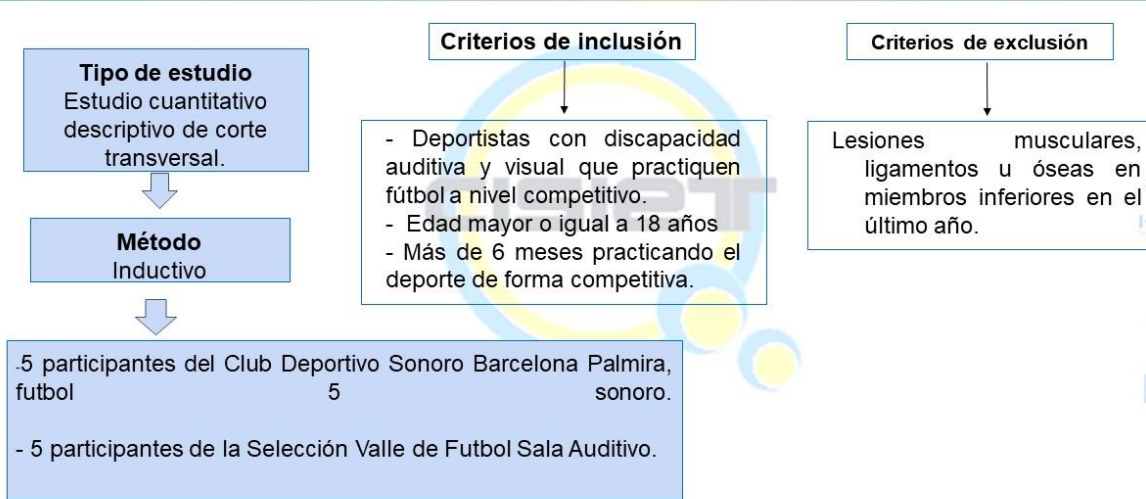 Tipo de estudio
Estudio cuantitativo
descriptivo de corte
transversal.
Método
Inductivo
-5 participantes del Club Deportivo Sonoro Barcelona Palmira,
futbol 5 sonoro.
- 5 participantes de la Selección Valle de Futbol Sala Auditivo.
Criterios de inclusión
- Deportistas con discapacidad
auditiva y visual que practiquen
fútbol a nivel competitivo.
- Edad mayor o igual a 18 años
- Más de 6 meses practicando el
deporte de forma competitiva.
Criterios de exclusión
Lesiones musculares,
ligamentos u óseas en
miembros inferiores en el
último año.